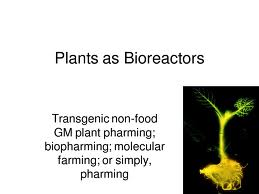 Plants as Bioreactors
Transgenic non-food
GM plant pharming;
biopharming; molecular
farming; or simply,
pharming